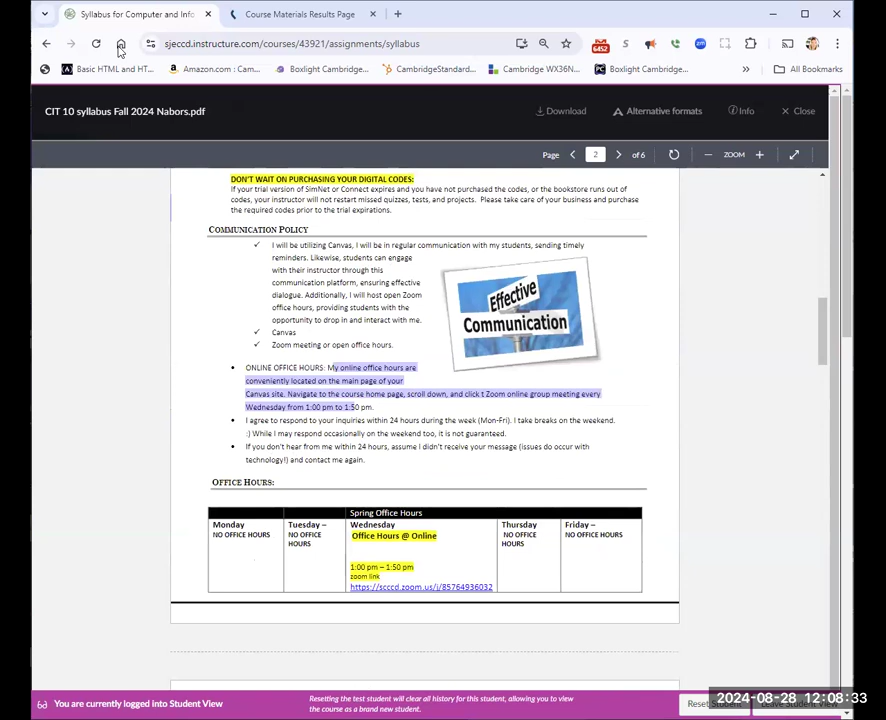 Syllabus for Computer and Info
Course Materials Results Page
sjeccd.instructure.com/courses/43921/assignments/syllabus
6452
Basic HTML and HT...
Amazon.com : Cam...
Boxlight Cambridge...
CambridgeStandard...
Cambridge WX36N...
Boxlight Cambridg...
All Bookmarks
CIT 10 syllabus Fall 2024 Nabors.pdf
Download
Alternative formats
Info
Close
Page 2 of 6
ZOOM
DON'T WAIT ON PURCHASING YOUR DIGITAL CODES:
If your trial version of SimNet or Connect expires and you have not purchased the codes, or the bookstore runs out of
codes, your instructor will not restart missed quizzes, tests, and projects. Please take care of your business and purchase
the required codes prior to the trial expirations.
COMMUNICATION POLICY
✓ I will be utilizing Canvas, I will be in regular communication with my students, sending timely
reminders. Likewise, students can engage
with their instructor through this
communication platform, ensuring effective
dialogue. Additionally, I will host open Zoom
office hours, providing students with the
opportunity to drop in and interact with me.
✓ Canvas
✓ Zoom meeting or open office hours.
Effective
Communication
• ONLINE OFFICE HOURS: My online office hours are
conveniently located on the main page of your
Canvas site. Navigate to the course home page, scroll down, and click t Zoom online group meeting every
Wednesday from 1:00 pm to 1:50 pm.
• I agree to respond to your inquiries within 24 hours during the week (Mon-Fri). I take breaks on the weekend.
:) While I may respond occasionally on the weekend too, it is not guaranteed.
• If you don't hear from me within 24 hours, assume I didn't receive your message (issues do occur with
technology!) and contact me again.
OFFICE HOURS:
Spring Office Hours
Monday
NO OFFICE HOURS
Tuesday –
NO OFFICE
HOURS
Wednesday
Office Hours @ Online
1:00 pm – 1:50 pm
zoom link
https://scccd.zoom.us/j/85764936032
Thursday
NO OFFICE
HOURS
Friday –
NO OFFICE HOURS
You are currently logged into Student View
Resetting the test student will clear all history for this student, allowing you to view
the course as a brand new student.
Reset Student
Leave Student View
2024-08-28 12:08:33